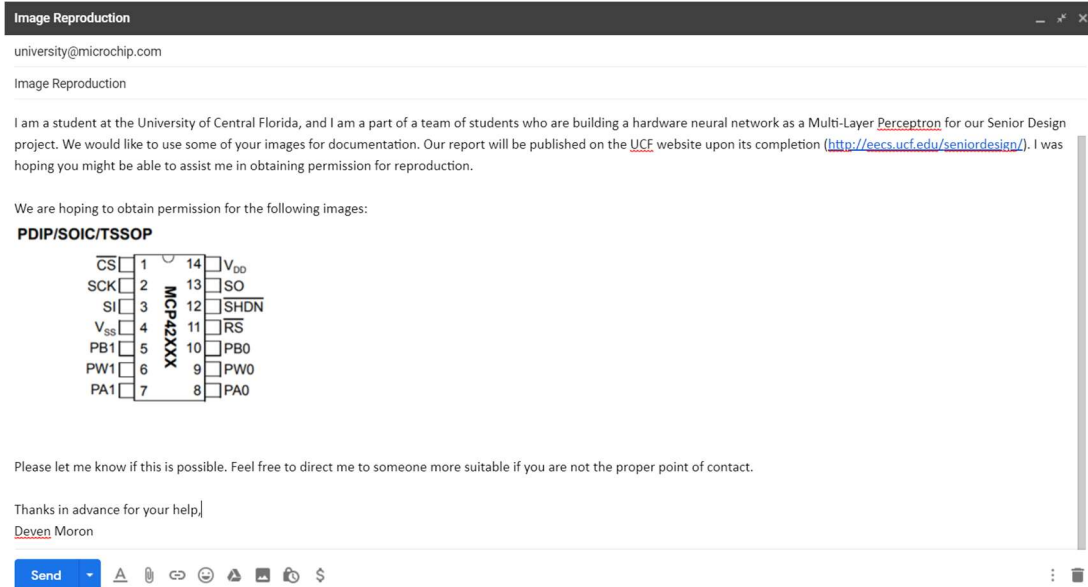 Image Reproduction
university@microchip.com
Image Reproduction
I am a student at the University of Central Florida, and I am a part of a team of students who are building a hardware neural network as a Multi-Layer Perceptron for our Senior Design
project. We would like to use some of your images for documentation. Our report will be published on the UCF website upon its completion (http://eecs.ucf.edu/seniordesign/). I was
hoping you might be able to assist me in obtaining permission for reproduction.
We are hoping to obtain permission for the following images:
PDIP/SOIC/TSSOP
CS 1 14 VDD
SCK 2 13 SO
SI 3 12 SHDN
VSS 4 11 RS
PB1 5 10 PB0
PW1 6 9 PW0
PA1 7 8 PA0
MCP42XXX
Please let me know if this is possible. Feel free to direct me to someone more suitable if you are not the proper point of contact.
Thanks in advance for your help,
Deven Moron
Send